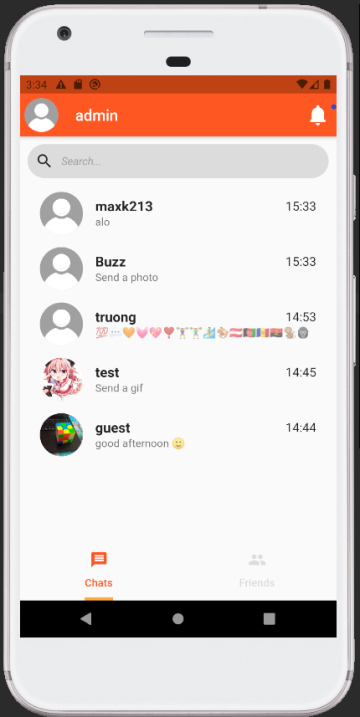 3:34
admin
Search...
maxk213 15:33
alo
Buzz 15:33
Send a photo
truong 14:53
test 14:45
Send a gif
guest 14:44
good afternoon 🙂
Chats Friends